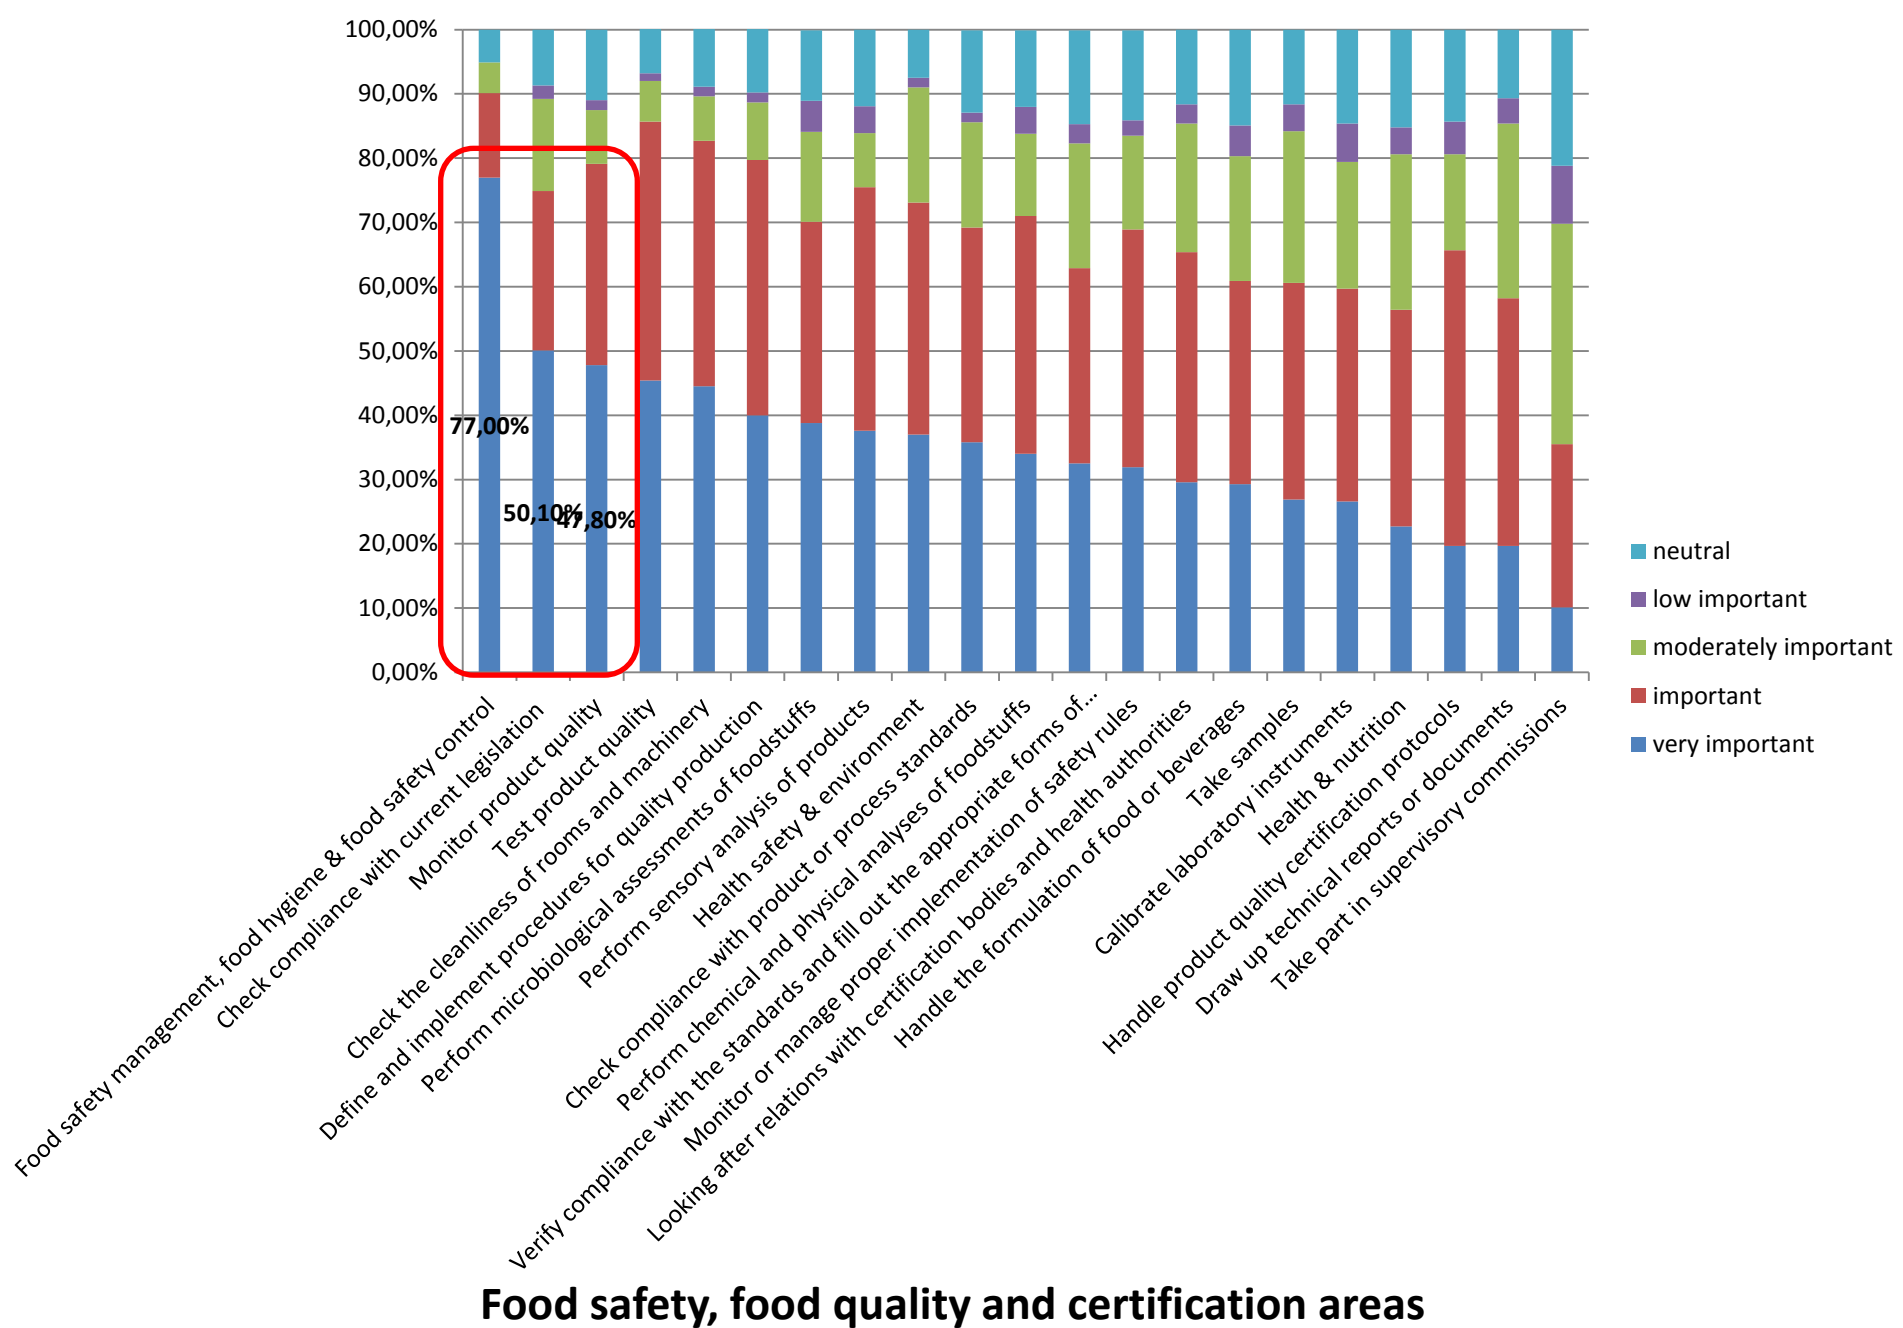 100,00%
90,00%
80,00%
70,00%
60,00%
50,00%
40,00%
30,00%
20,00%
10,00%
0,00%
77,00%
50,10%
47,80%
Food safety management, food hygiene & food safety control
Check compliance with current legislation
Monitor product quality
Test product quality
Check the cleanliness of rooms and machinery
Define and implement procedures for quality production
Perform microbiological assessments of foodstuffs
Perform sensory analysis of products
Health safety & environment
Check compliance with product or process standards
Perform chemical and physical analyses of foodstuffs
Verify compliance with the standards and fill out the appropriate forms of...
Monitor or manage proper implementation of safety rules
Looking after relations with certification bodies and health authorities
Handle the formulation of food or beverages
Take samples
Calibrate laboratory instruments
Health & nutrition
Handle product quality certification protocols
Draw up technical reports or documents
Take part in supervisory commissions
neutral
low important
moderately important
important
very important
Food safety, food quality and certification areas